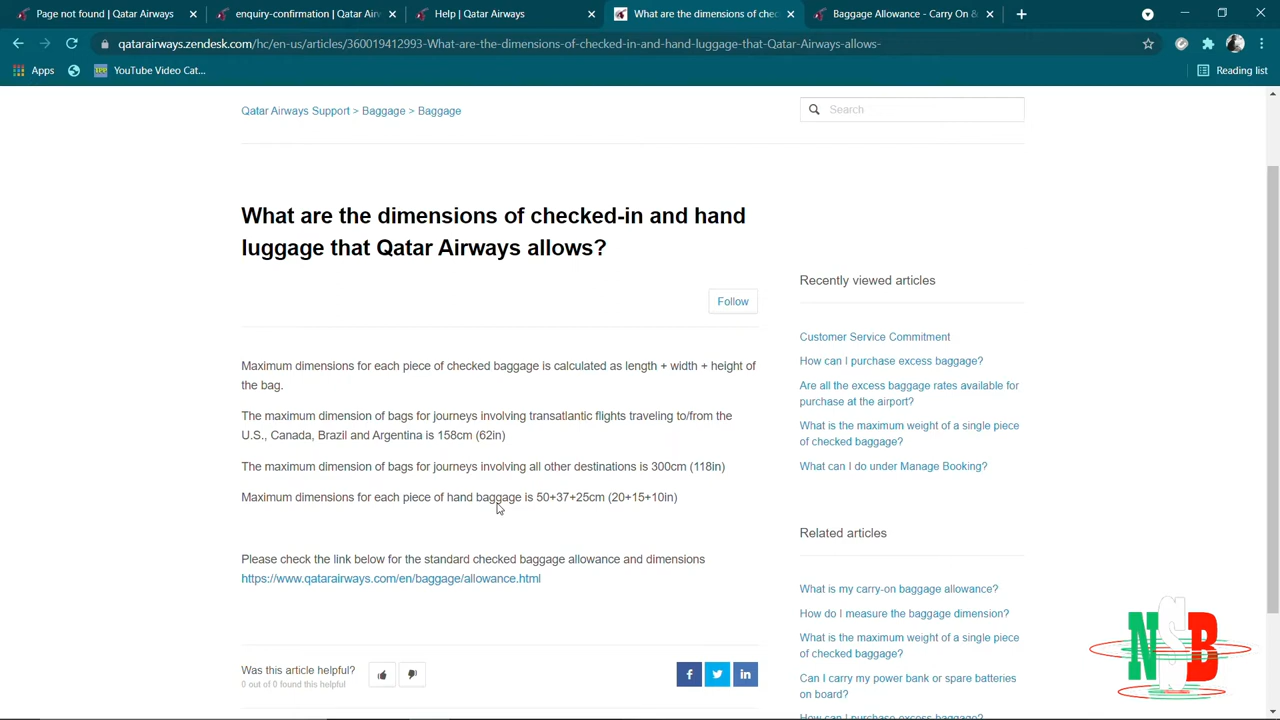 Page not found | Qatar Airways
enquiry-confirmation | Qatar Air
Help | Qatar Airways
What are the dimensions of chec
Baggage Allowance - Carry On &
qatarairways.zendesk.com/hc/en-us/articles/360019412993-What-are-the-dimensions-of-checked-in-and-hand-luggage-that-Qatar-Airways-allows-
Apps
YouTube Video Cat...
Reading list
Qatar Airways Support > Baggage > Baggage
Search
What are the dimensions of checked-in and hand
luggage that Qatar Airways allows?
Follow
Maximum dimensions for each piece of checked baggage is calculated as length + width + height of
the bag.
The maximum dimension of bags for journeys involving transatlantic flights traveling to/from the
U.S., Canada, Brazil and Argentina is 158cm (62in)
The maximum dimension of bags for journeys involving all other destinations is 300cm (118in)
Maximum dimensions for each piece of hand baggage is 50+37+25cm (20+15+10in)
Please check the link below for the standard checked baggage allowance and dimensions
https://www.qatarairways.com/en/baggage/allowance.html
Was this article helpful?
0 out of 0 found this helpful
Recently viewed articles
Customer Service Commitment
How can I purchase excess baggage?
Are all the excess baggage rates available for
purchase at the airport?
What is the maximum weight of a single piece
of checked baggage?
What can I do under Manage Booking?
Related articles
What is my carry-on baggage allowance?
How do I measure the baggage dimension?
What is the maximum weight of a single piece
of checked baggage?
Can I carry my power bank or spare batteries
on board?
How can I purchase excess baggage?
NSB